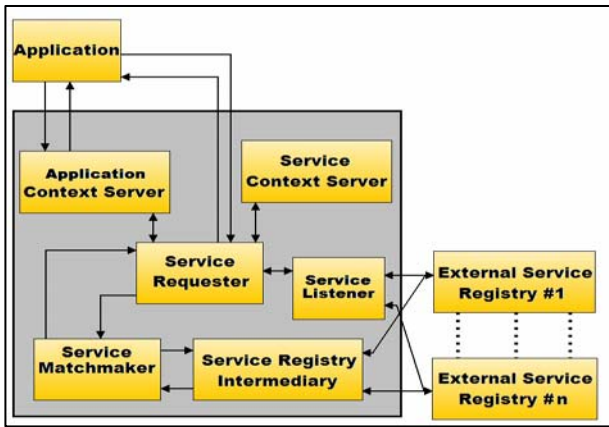 Application
Application
Context Server
Service
Context Server
Service
Requester
Service
Listener
External Service
Registry #1
Service
Matchmaker
Service Registry
Intermediary
External Service
Registry #n